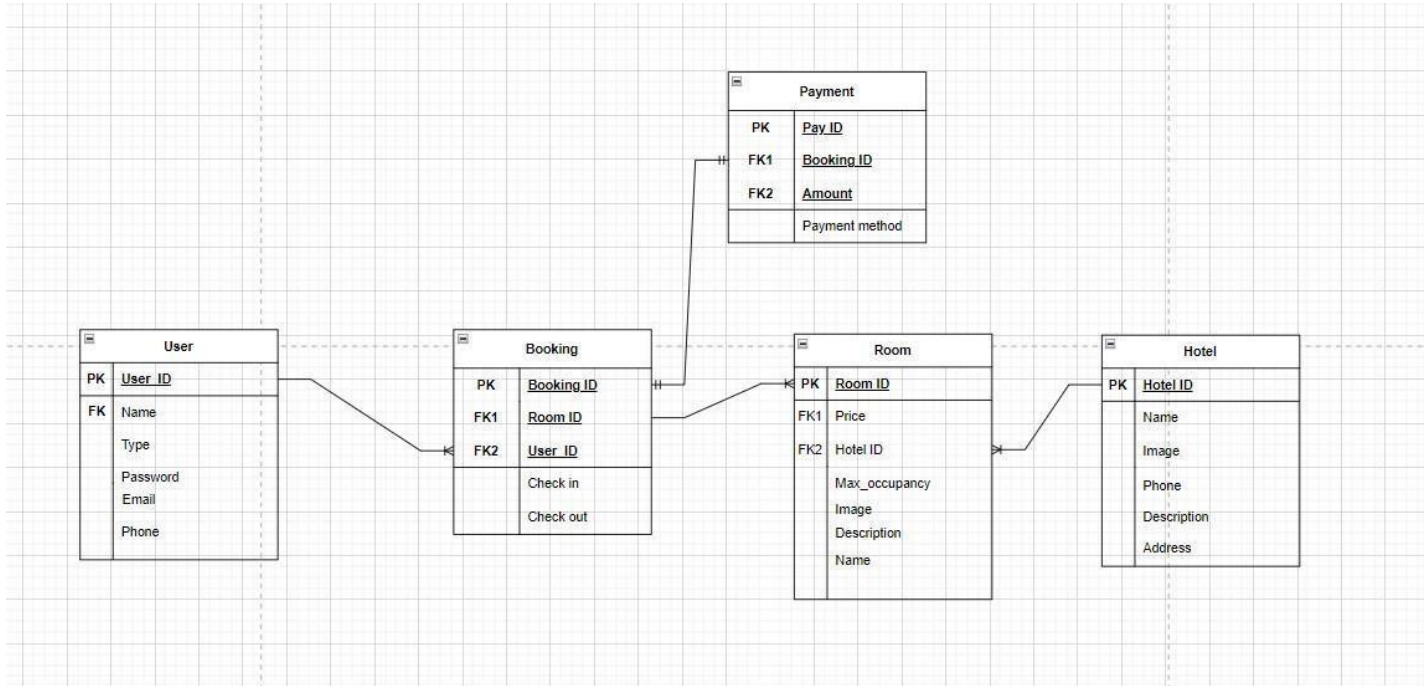 Payment
PK Pay ID
FK1 Booking ID
FK2 Amount
Payment method
User
PK User_ID
FK Name
Type
Password
Email
Phone
Booking
PK Booking ID
FK1 Room ID
FK2 User_ID
Check in
Check out
Room
PK Room ID
FK1 Price
FK2 Hotel ID
Max_occupancy
Image
Description
Name
Hotel
PK Hotel ID
Name
Image
Phone
Description
Address